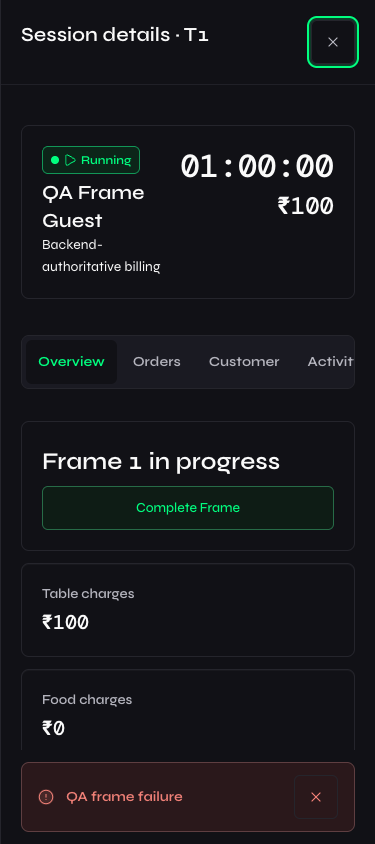 Session details · T1
Running
01:00:00
QA Frame
Guest
₹100
Backend-
authoritative billing
Overview Orders Customer Activit
Frame 1 in progress
Complete Frame
Table charges
₹100
Food charges
₹0
QA frame failure